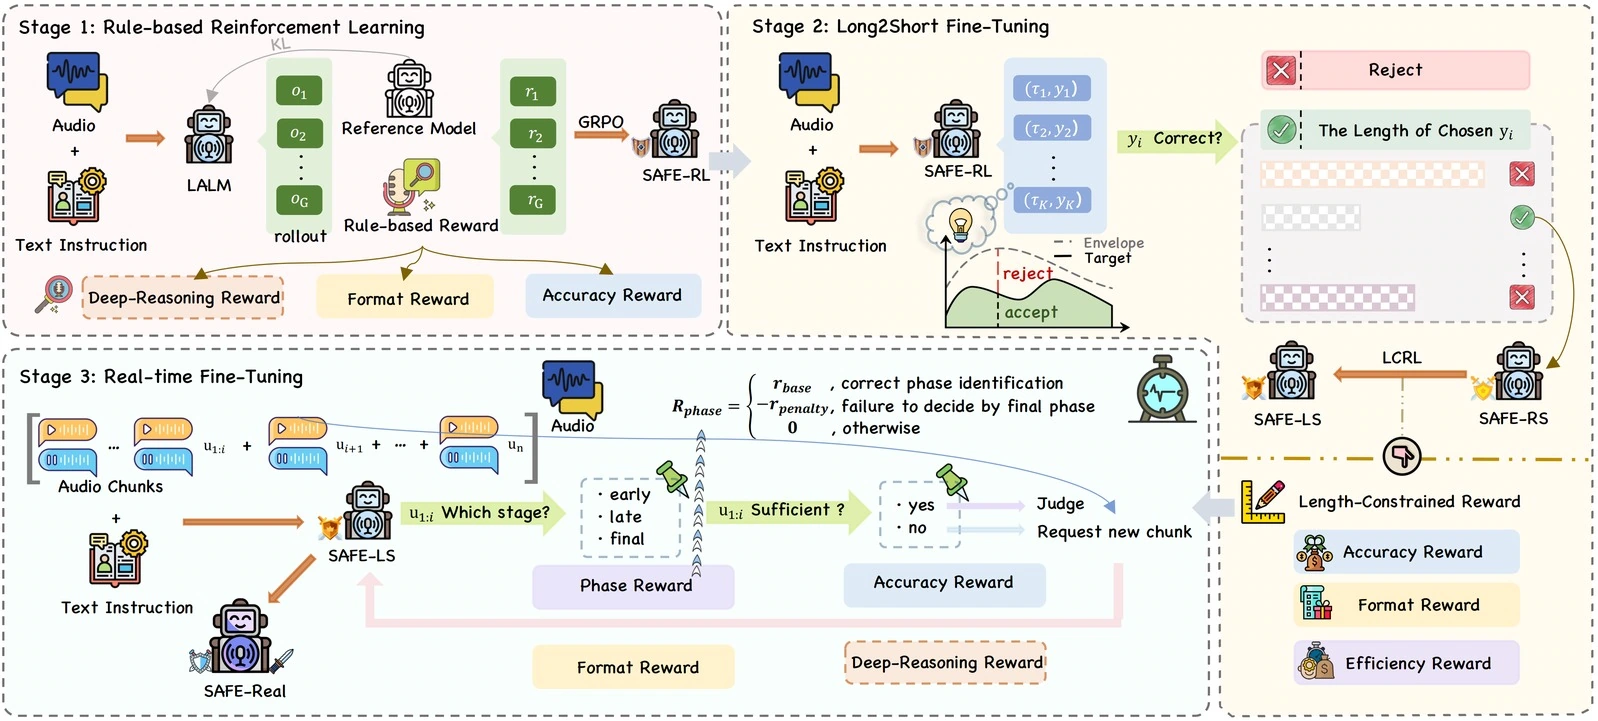 Stage 1: Rule-based Reinforcement Learning
KL
Audio
+
Text Instruction
LALM
o1
o2
oG
rollout
Reference Model
Rule-based Reward
r1
r2
rG
GRPO
SAFE-RL
Deep-Reasoning Reward
Format Reward
Accuracy Reward
Stage 2: Long2Short Fine-Tuning
Audio
+
Text Instruction
SAFE-RL
(τ1, y1)
(τ2, y2)
(τK, yK)
yi Correct?
Envelope
Target
reject
accept
Reject
The Length of Chosen yi
SAFE-LS
LCRL
SAFE-RS
Length-Constrained Reward
Accuracy Reward
Format Reward
Efficiency Reward
Stage 3: Real-time Fine-Tuning
... u1:i + ui+1 + ... + un
Audio Chunks
+
Text Instruction
Audio
Rphase = { rbase , correct phase identification
−rpenalty, failure to decide by final phase
0 , otherwise
SAFE-LS
SAFE-Real
u1:i Which stage?
· early
· late
· final
u1:i Sufficient ?
· yes
· no
Judge
Request new chunk
Phase Reward
Accuracy Reward
Format Reward
Deep-Reasoning Reward